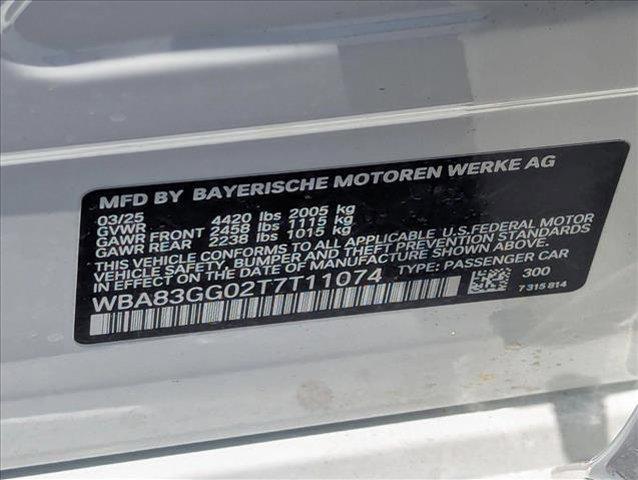 MFD BY BAYERISCHE MOTOREN WERKE AG
03/25
GVWR 4420 lbs 2005 kg
GAWR FRONT 2458 lbs 1115 kg
GAWR REAR 2238 lbs 1015 kg
THIS VEHICLE CONFORMS TO ALL APPLICABLE U.S.FEDERAL MOTOR
VEHICLE SAFETY, BUMPER AND THEFT PREVENTION STANDARDS
IN EFFECT ON THE DATE OF MANUFACTURE SHOWN ABOVE.
WBA83GG02T7T11074 TYPE: PASSENGER CAR
300
7 315 814